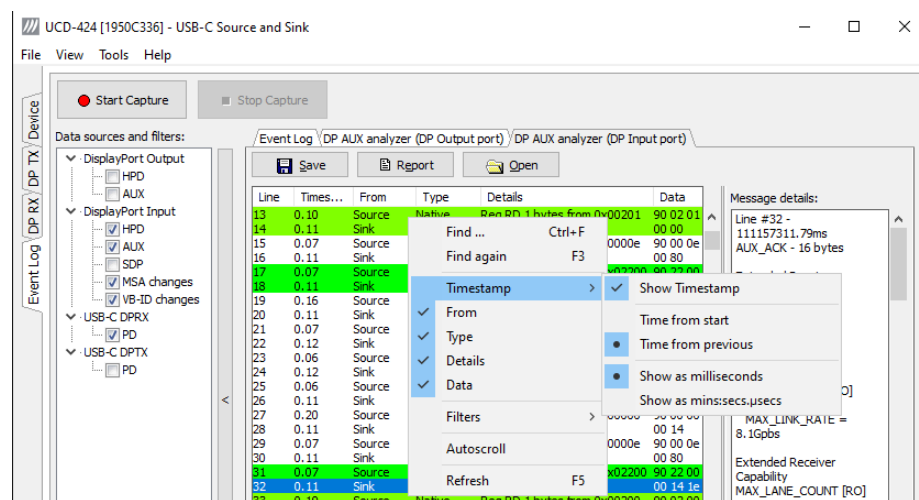 UCD-424 [1950C336] - USB-C Source and Sink
File View Tools Help
Start Capture
Stop Capture
Device
DP TX
DP RX
Event Log
Data sources and filters:
DisplayPort Output
HPD
AUX
DisplayPort Input
HPD
AUX
SDP
MSA changes
VB-ID changes
USB-C DPRX
PD
USB-C DPTX
PD
<
Event Log DP AUX analyzer (DP Output port) DP AUX analyzer (DP Input port)
Save Report Open
Line Times... From Type Details Data
13 0.10 Source Native Req RD 1 bytes from 0x00201 90 02 01
14 0.11 Sink 00 00
15 0.07 Source 0000e 90 00 0e
16 0.11 Sink 00 80
17 0.07 Source x02200 90 22 00
18 0.11 Sink
19 0.16 Source
20 0.11 Sink
21 0.07 Source
22 0.12 Sink
23 0.06 Source
24 0.12 Sink
25 0.06 Source
26 0.11 Sink
27 0.20 Source
28 0.11 Sink 00 14
29 0.07 Source 0000e 90 00 0e
30 0.11 Sink 00 80
31 0.07 Source x02200 90 22 00
32 0.11 Sink 00 14 1e
33 0.10 Source Native Req RD 1 bytes from
Find ... Ctrl+F
Find again F3
Timestamp
From
Type
Details
Data
Filters
Autoscroll
Refresh F5
Show Timestamp
Time from start
Time from previous
Show as milliseconds
Show as mins:secs.µsecs
Message details:
Line #32 -
111157311.79ms
AUX_ACK - 16 bytes
O]
MAX_LINK_RATE =
8.1Gpbs
Extended Receiver
Capability
MAX_LANE_COUNT [RO]